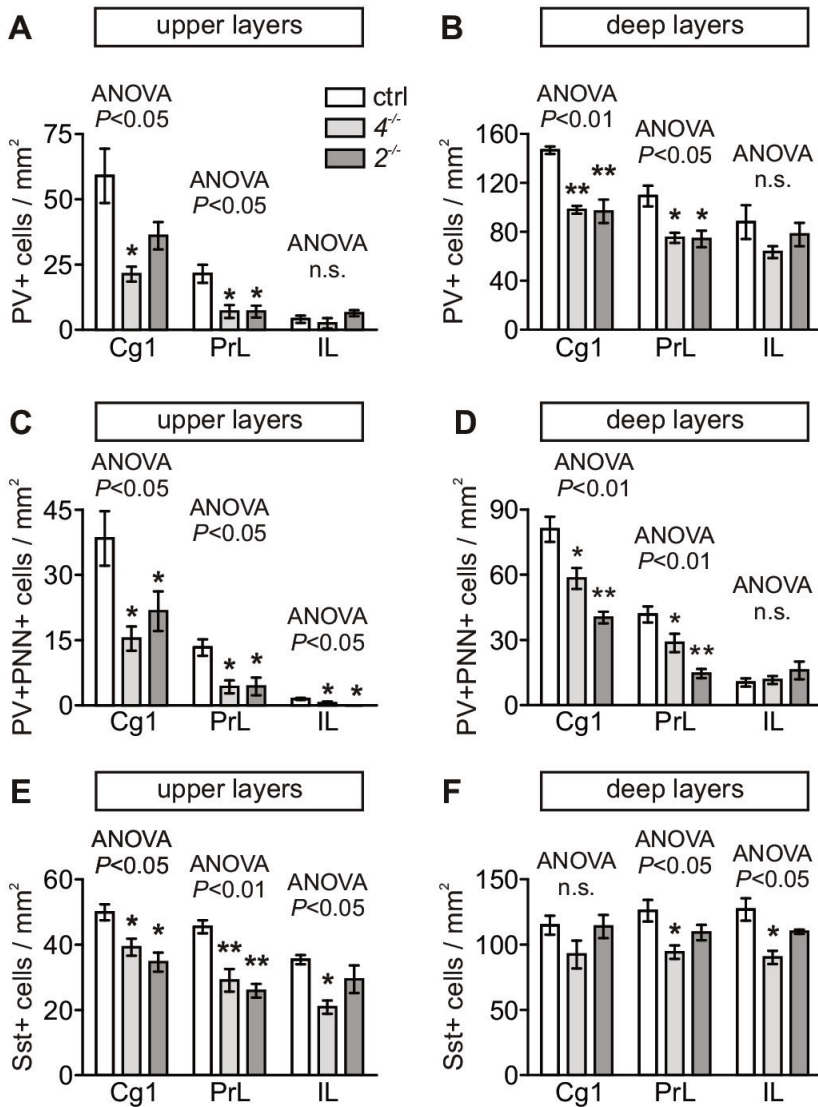 A
upper layers
ANOVA
P<0.05
ctrl
4-/-
2-/-
ANOVA
P<0.05
ANOVA
n.s.
PV+ cells / mm²
75
50
25
0
Cg1
PrL
IL
*
* *
B
deep layers
ANOVA
P<0.01
ANOVA
P<0.05
ANOVA
n.s.
PV+ cells / mm²
160
120
80
40
0
** **
* *
Cg1
PrL
IL
C
upper layers
ANOVA
P<0.05
ANOVA
P<0.05
ANOVA
P<0.05
PV+PNN+ cells / mm²
45
30
15
0
* *
* *
* *
Cg1
PrL
IL
D
deep layers
ANOVA
P<0.01
ANOVA
P<0.01
ANOVA
n.s.
PV+PNN+ cells / mm²
90
60
30
0
* **
* **
Cg1
PrL
IL
E
upper layers
ANOVA
P<0.05
ANOVA
P<0.01
ANOVA
P<0.05
Sst+ cells / mm²
60
40
20
0
* *
** **
*
Cg1
PrL
IL
F
deep layers
ANOVA
n.s.
ANOVA
P<0.05
ANOVA
P<0.05
Sst+ cells / mm²
150
100
50
0
*
*
Cg1
PrL
IL